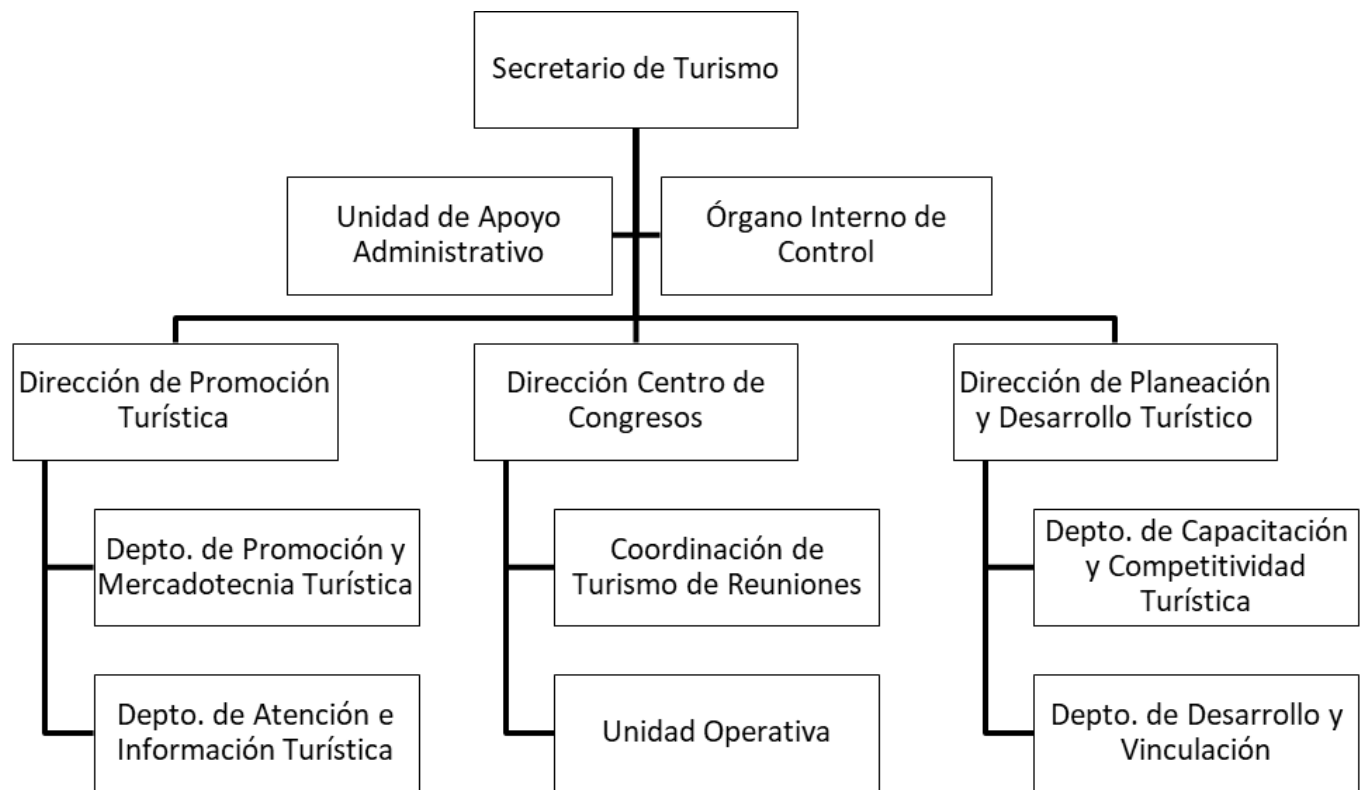 Secretario de Turismo
Unidad de Apoyo
Administrativo
Órgano Interno de
Control
Dirección de Promoción
Turística
Dirección Centro de
Congresos
Dirección de Planeación
y Desarrollo Turístico
Depto. de Promoción y
Mercadotecnia Turística
Coordinación de
Turismo de Reuniones
Depto. de Capacitación
y Competitividad
Turística
Depto. de Atención e
Información Turística
Unidad Operativa
Depto. de Desarrollo y
Vinculación